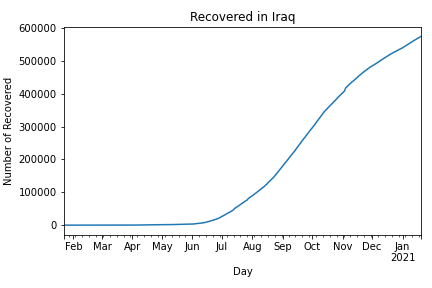 Recovered in Iraq
Number of Recovered
600000
500000
400000
300000
200000
100000
0
Feb Mar Apr May Jun Jul Aug Sep Oct Nov Dec Jan
2021
Day